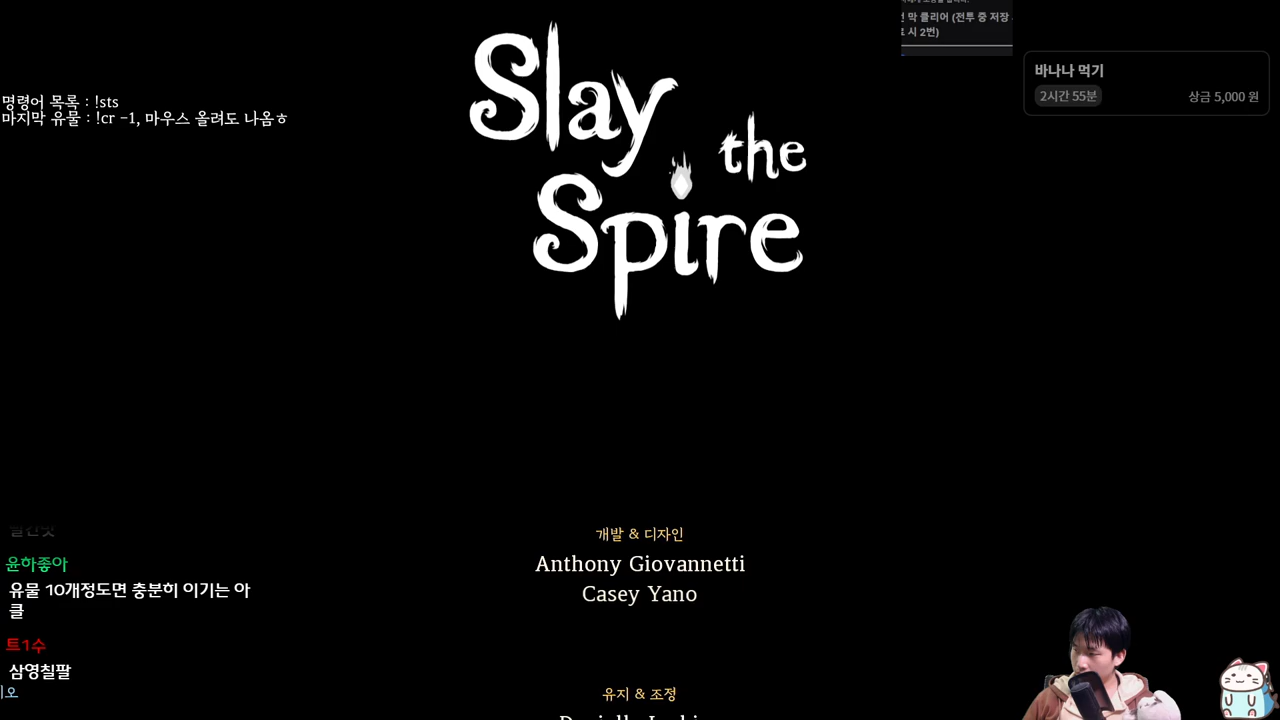 Slay
the
Spire
번 막 클리어 (전투 중 저장
시 2번)
바나나 먹기
2시간 55분
상금 5,000 원
명령어 목록 : !sts
마지막 유물 : !cr -1, 마우스 올려도 나옴ㅎ
개발 & 디자인
Anthony Giovannetti
Casey Yano
유지 & 조정
윤하좋아
유물 10개정도면 충분히 이기는 아
클
트1수
삼영칠팔